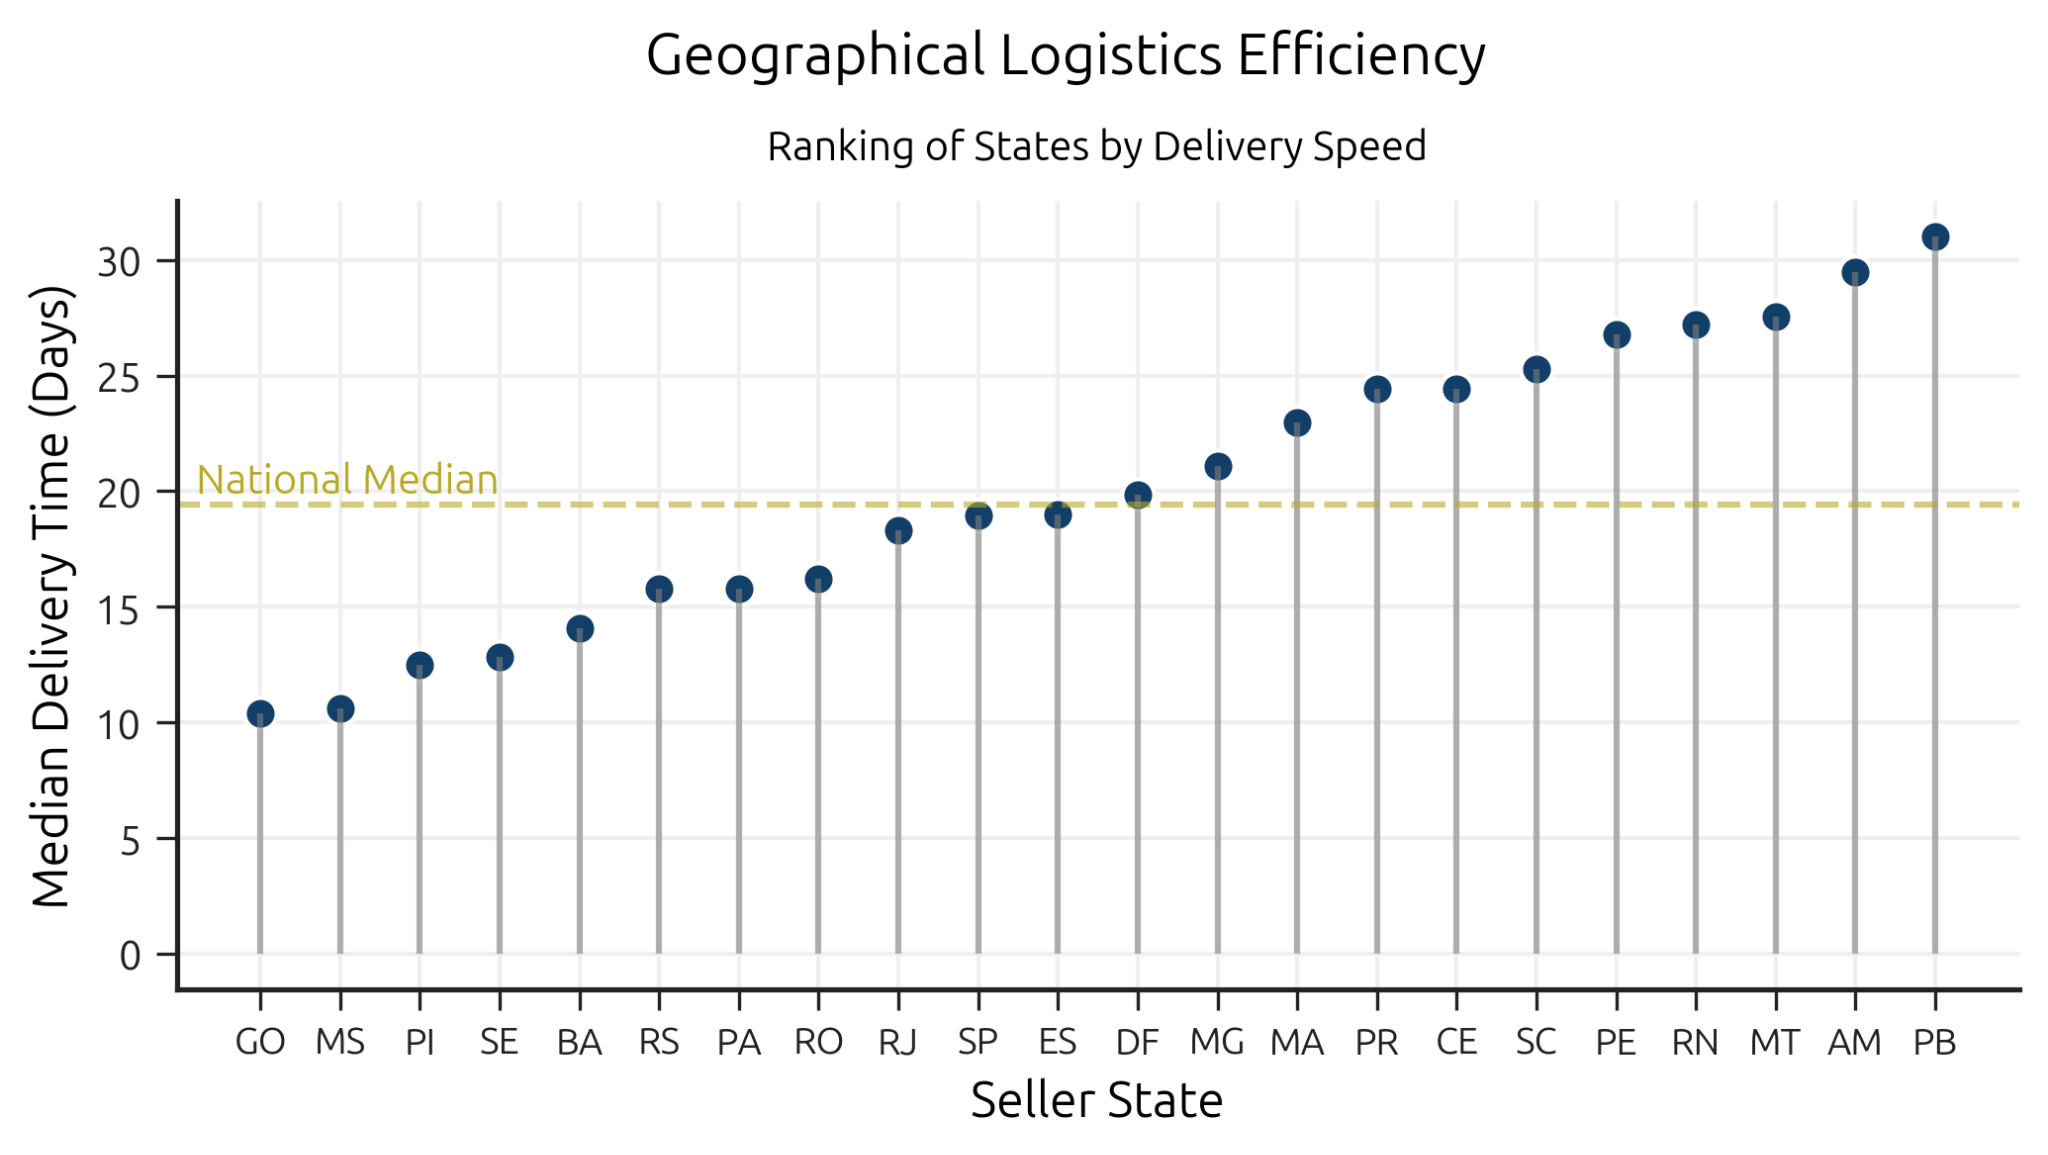 Geographical Logistics Efficiency
Ranking of States by Delivery Speed
Median Delivery Time (Days)
30
25
20
15
10
5
0
National Median
GO MS PI SE BA RS PA RO RJ SP ES DF MG MA PR CE SC PE RN MT AM PB
Seller State